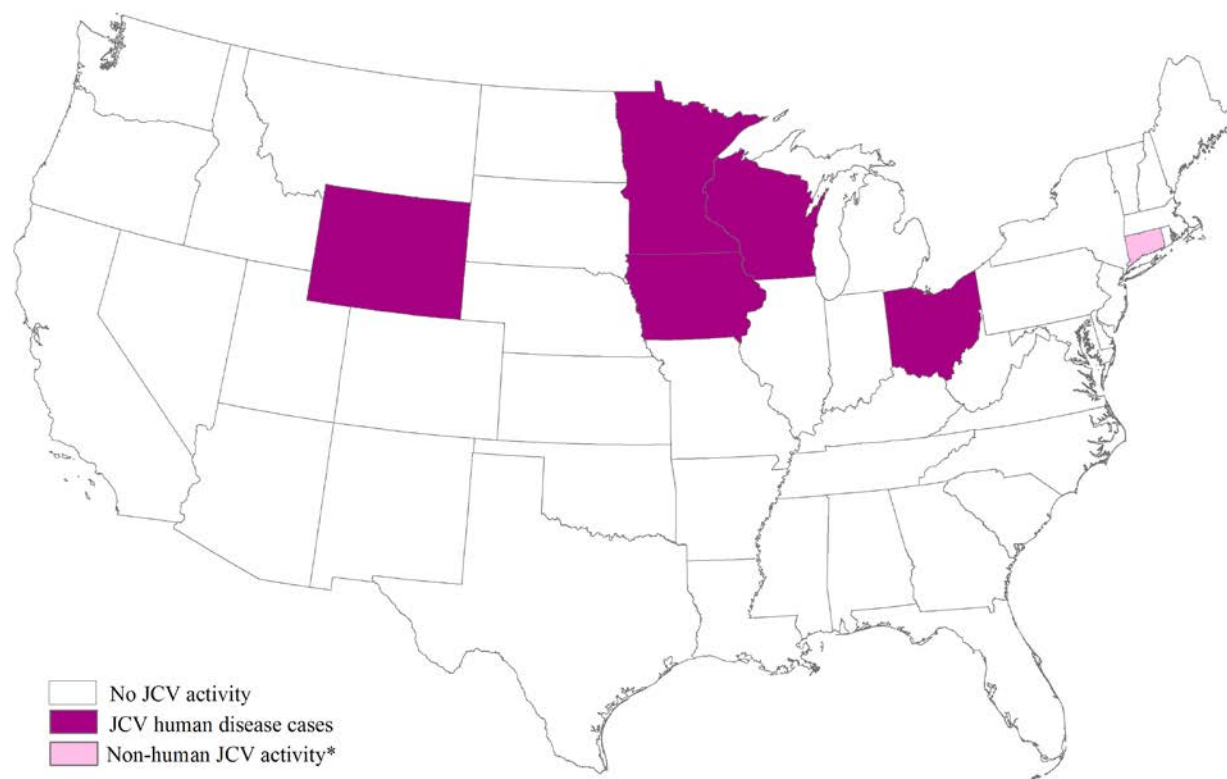 No JCV activity
JCV human disease cases
Non-human JCV activity*